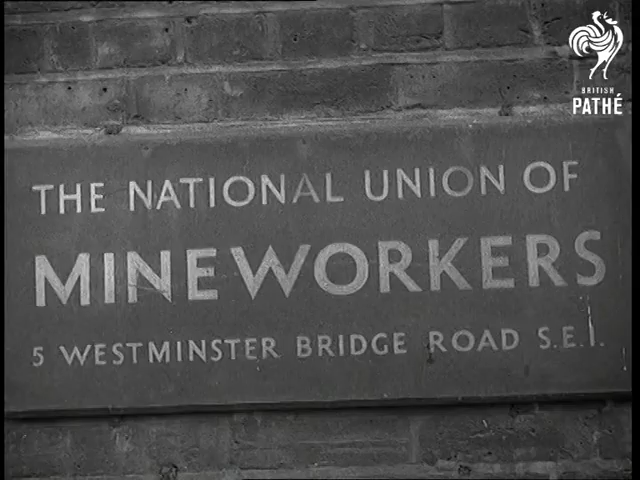 BRITISH
PATHÉ
THE NATIONAL UNION OF
MINEWORKERS
5 WESTMINSTER BRIDGE ROAD S.E.1.